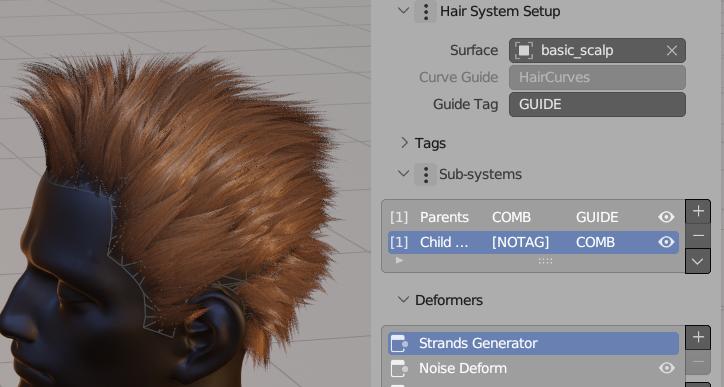 Hair System Setup
Surface basic_scalp
Curve Guide HairCurves
Guide Tag GUIDE
Tags
Sub-systems
[1] Parents COMB GUIDE
[1] Child ... [NOTAG] COMB
Deformers
Strands Generator
Noise Deform